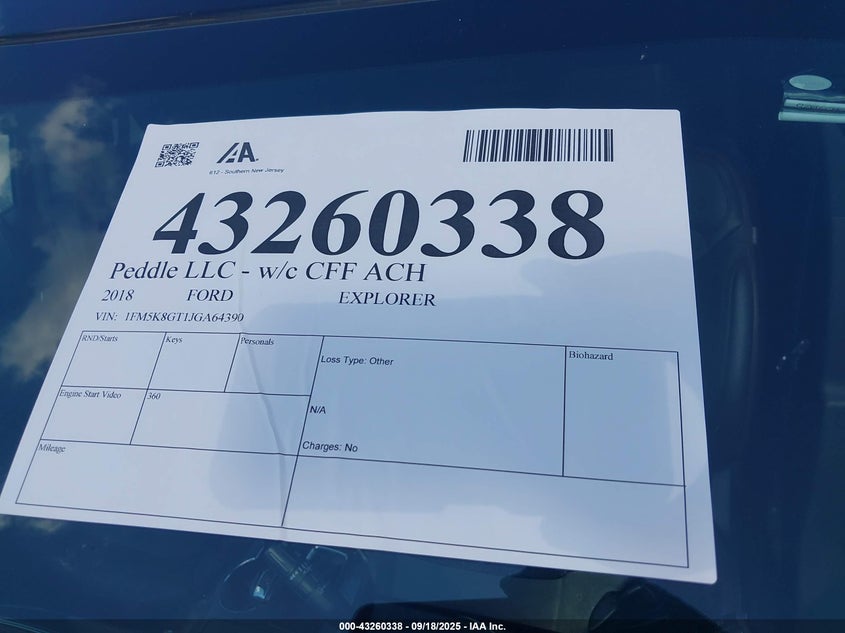 IAA.
612 - Southern New Jersey
43260338
Peddle LLC - w/c CFF ACH
2018 FORD EXPLORER
VIN: 1FM5K8GT1JGA64390
RND/Starts Keys Personals Loss Type: Other Biohazard
Engine Start Video 360 N/A
Mileage Charges: No
000-43260338 - 09/18/2025 - IAA Inc.